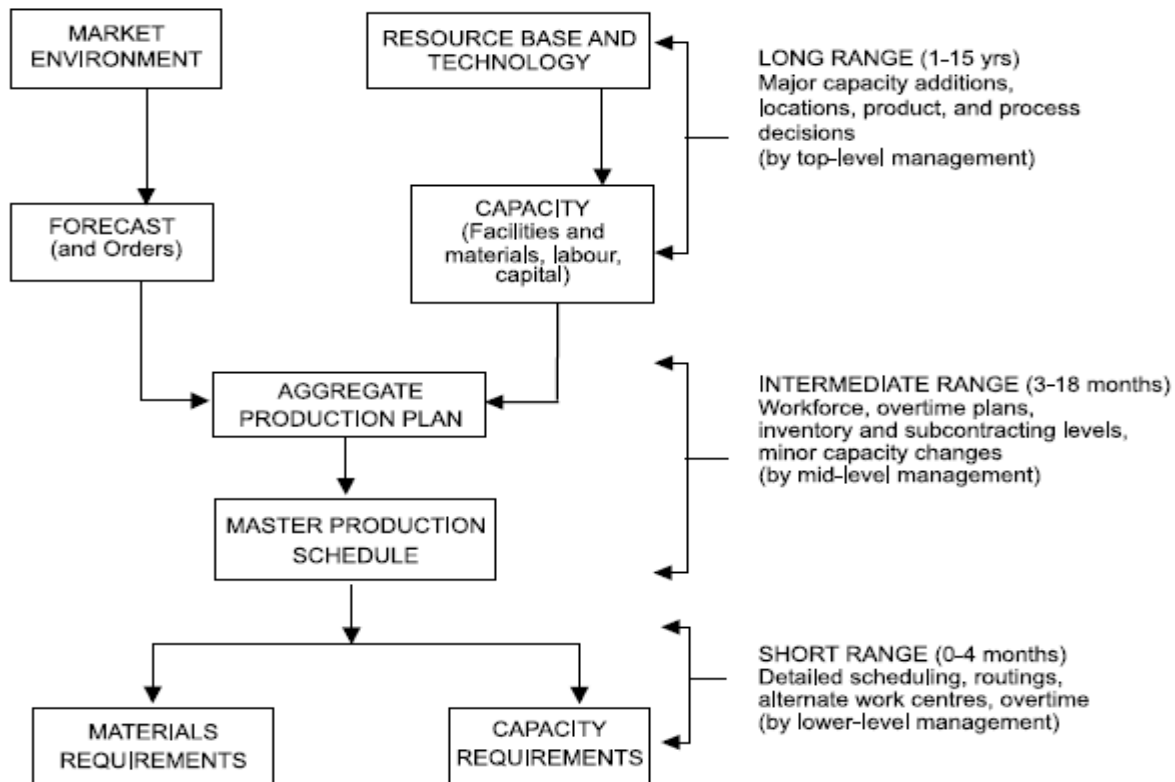 MARKET
ENVIRONMENT
RESOURCE BASE AND
TECHNOLOGY
LONG RANGE (1-15 yrs)
Major capacity additions,
locations, product, and process
decisions
(by top-level management)
FORECAST
(and Orders)
CAPACITY
(Facilities and
materials, labour,
capital)
AGGREGATE
PRODUCTION PLAN
INTERMEDIATE RANGE (3-18 months)
Workforce, overtime plans,
inventory and subcontracting levels,
minor capacity changes
(by mid-level management)
MASTER PRODUCTION
SCHEDULE
SHORT RANGE (0-4 months)
Detailed scheduling, routings,
alternate work centres, overtime
(by lower-level management)
MATERIALS
REQUIREMENTS
CAPACITY
REQUIREMENTS